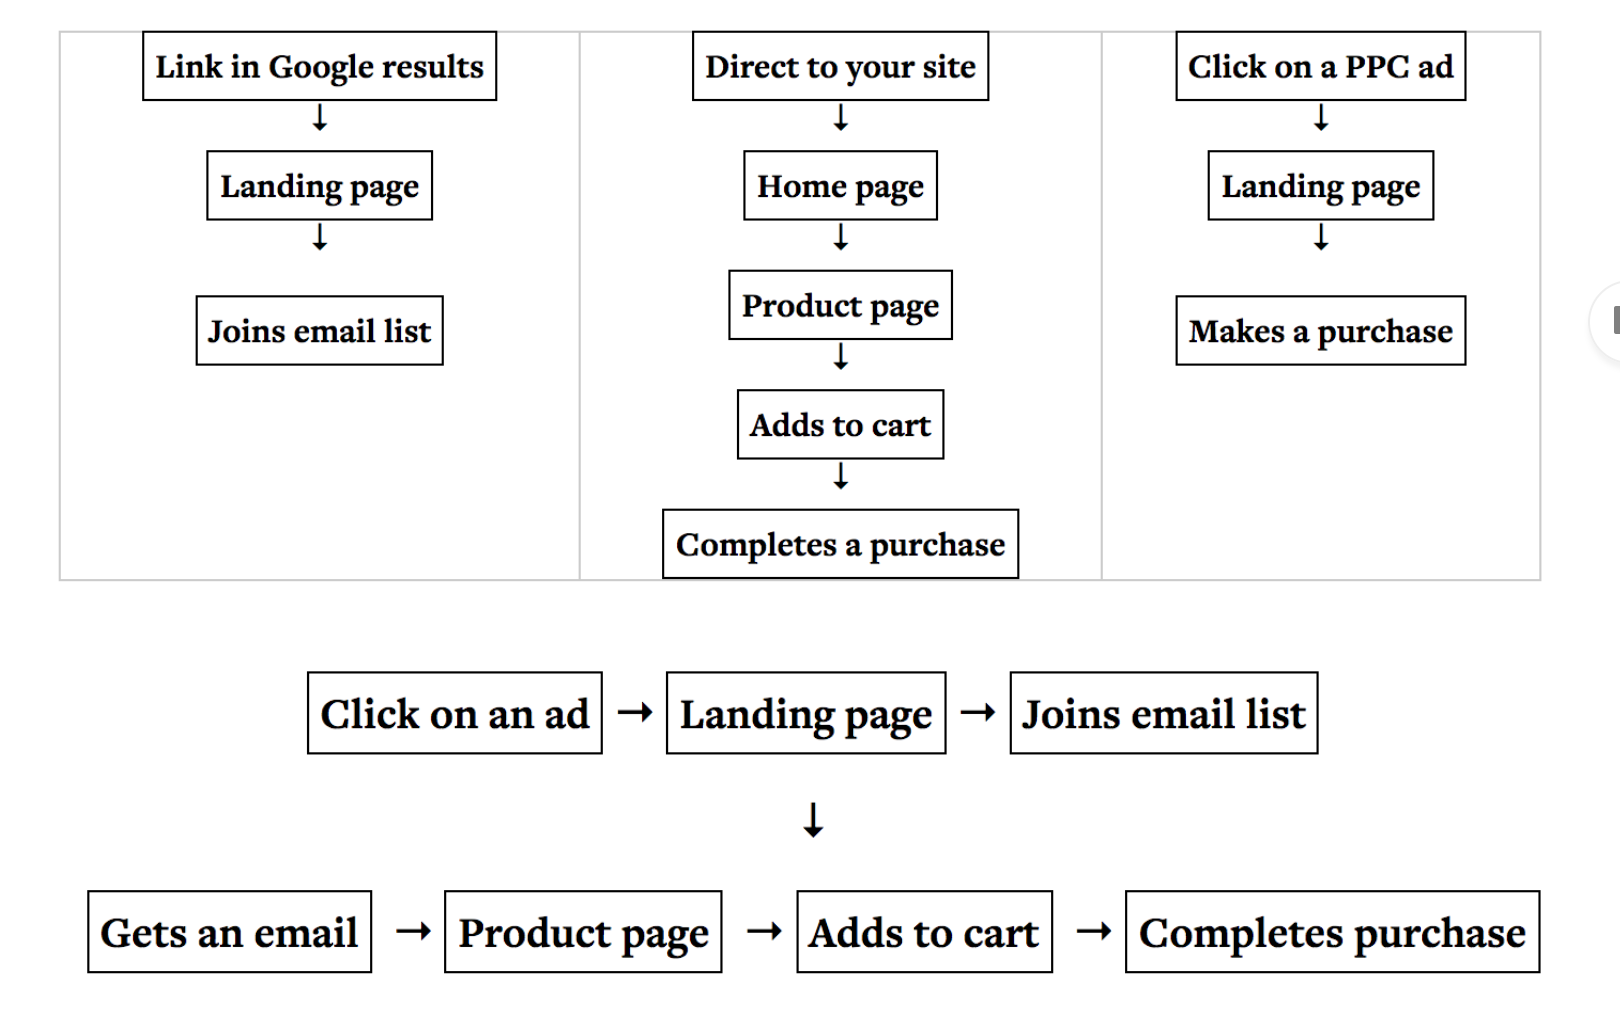 Link in Google results
Landing page
Joins email list
Direct to your site
Home page
Product page
Adds to cart
Completes a purchase
Click on a PPC ad
Landing page
Makes a purchase
Click on an ad → Landing page → Joins email list
Gets an email → Product page → Adds to cart → Completes purchase